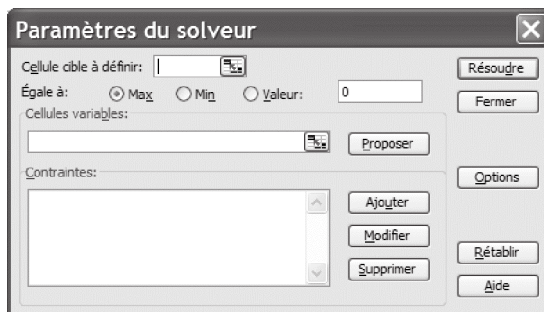 Paramètres du solveur
Cellule cible à définir:
Résoudre
Égale à: Max Min Valeur: 0
Fermer
Cellules variables:
Proposer
Contraintes:
Options
Ajouter
Modifier
Rétablir
Supprimer
Aide